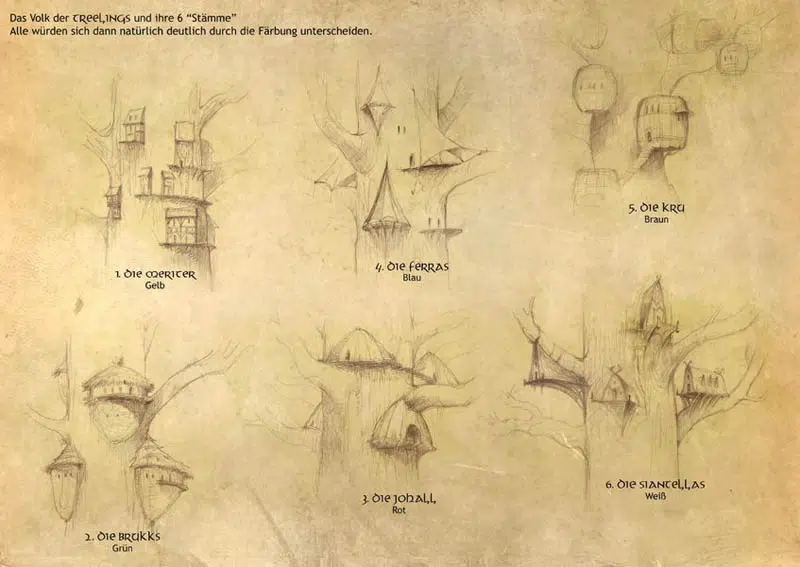 Das Volk der TREELINGS und ihre 6 “Stämme”
Alle würden sich dann natürlich deutlich durch die Färbung unterscheiden.
1. Die Meriter
Gelb
4. Die Ferras
Blau
5. Die Kru
Braun
2. Die Brukks
Grün
3. Die Johall
Rot
6. Die Siantellas
Weiß